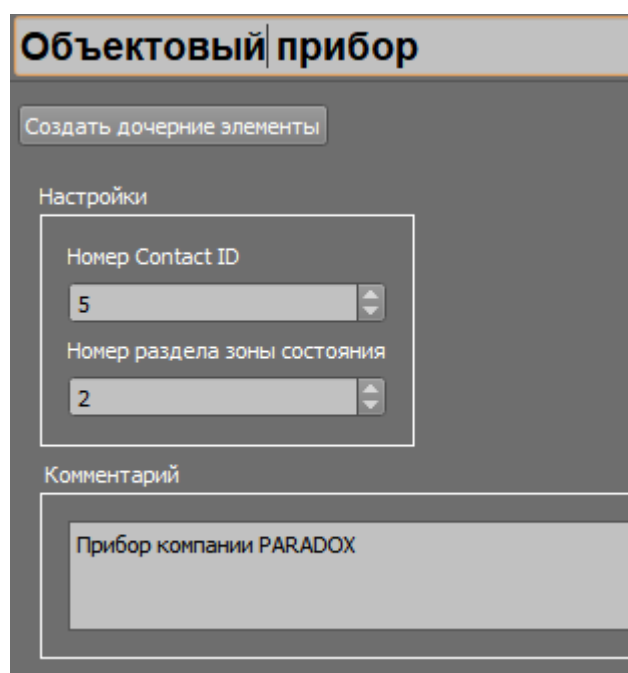 Объектовый прибор
Создать дочерние элементы
Настройки
Номер Contact ID
5
Номер раздела зоны состояния
2
Комментарий
Прибор компании PARADOX